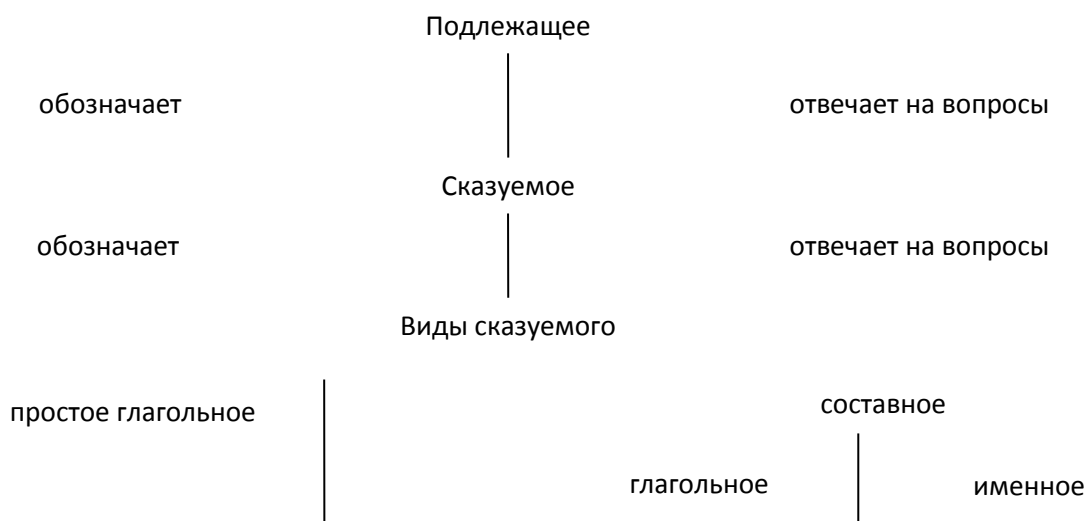 Подлежащее
обозначает отвечает на вопросы
Сказуемое
обозначает отвечает на вопросы
Виды сказуемого
простое глагольное составное
глагольное именное